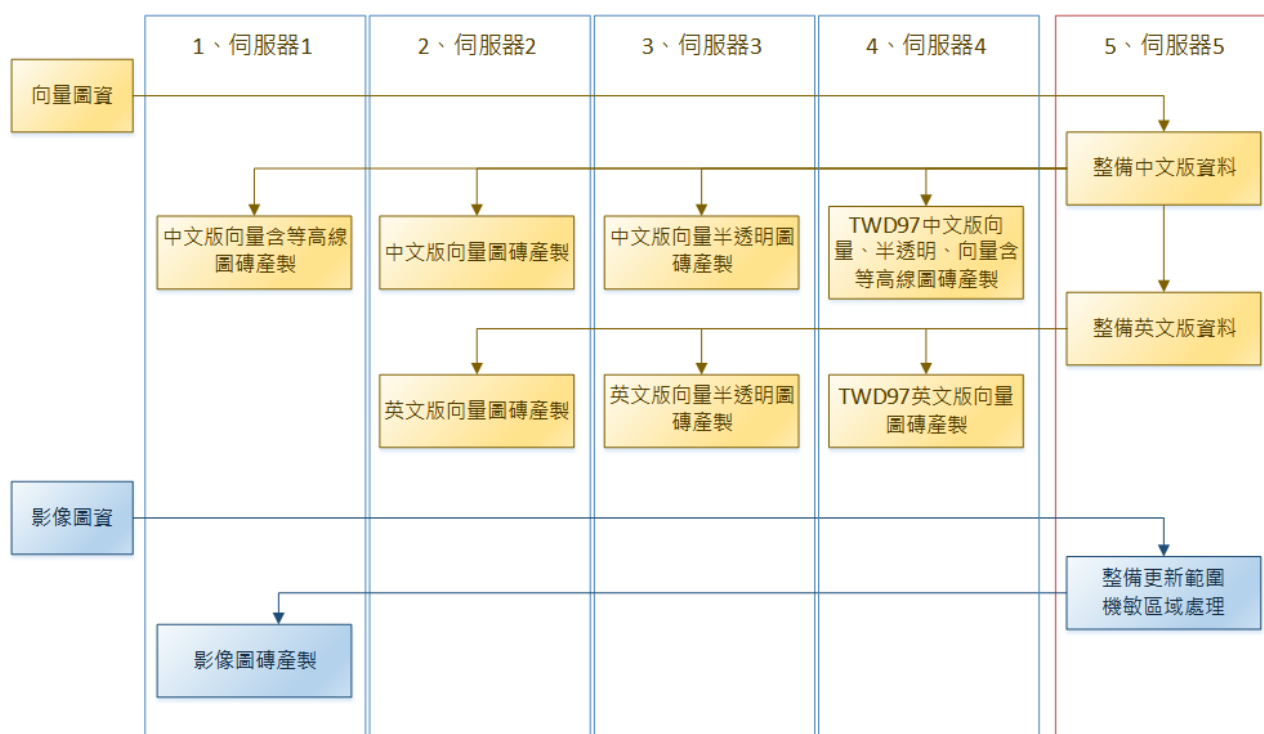 1、伺服器1
2、伺服器2
3、伺服器3
4、伺服器4
5、伺服器5
向量圖資
整備中文版資料
中文版向量含等高線
圖磚產製
中文版向量圖磚產製
中文版向量半透明圖
磚產製
TWD97中文版向
量、半透明、向量含
等高線圖磚產製
整備英文版資料
英文版向量圖磚產製
英文版向量半透明圖
磚產製
TWD97英文版向量
圖磚產製
影像圖資
整備更新範圍
機敏區域處理
影像圖磚產製